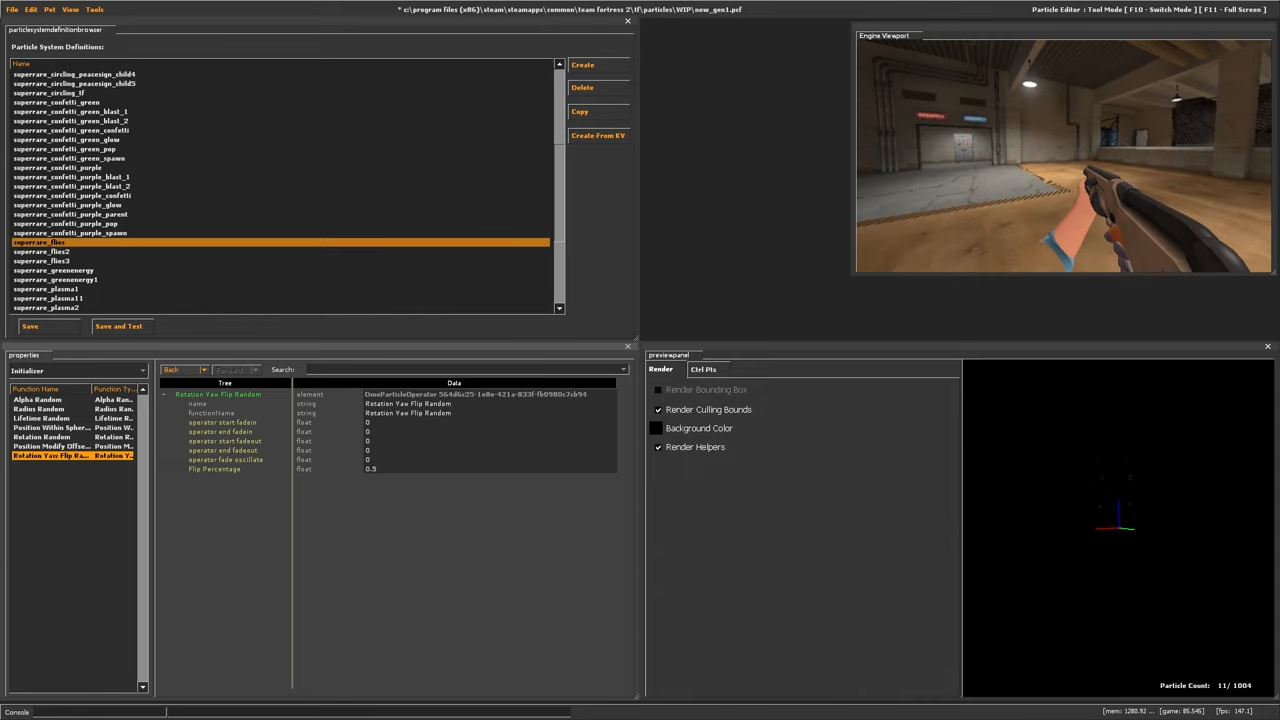 File Edit Pet View Tools
* c:\program files (x86)\steam\steamapps\common\team fortress 2\tf\particles\WIP\new_gen1.pcf
Particle Editor : Tool Mode [ F10 - Switch Mode ] [ F11 - Full Screen ]
particlesystemdefinitionbrowser
Particle System Definitions:
Name
superrare_circling_peacesign_child4
superrare_circling_peacesign_child5
superrare_circling_tf
superrare_confetti_green
superrare_confetti_green_blast_1
superrare_confetti_green_blast_2
superrare_confetti_green_confetti
superrare_confetti_green_glow
superrare_confetti_green_pop
superrare_confetti_green_spawn
superrare_confetti_purple
superrare_confetti_purple_blast_1
superrare_confetti_purple_blast_2
superrare_confetti_purple_confetti
superrare_confetti_purple_glow
superrare_confetti_purple_parent
superrare_confetti_purple_pop
superrare_confetti_purple_spawn
superrare_flies
superrare_flies2
superrare_flies3
superrare_greenenergy
superrare_greenenergy1
superrare_plasma1
superrare_plasma11
superrare_plasma2
Create
Delete
Copy
Create From KV
Save
Save and Test
Engine Viewport
RESUPPLY
properties
Initializer
Function Name Function Ty...
Alpha Random Alpha Ran...
Radius Random Radius Ran...
Lifetime Random Lifetime R...
Position Within Spher... Position W...
Rotation Random Rotation R...
Position Modify Offse... Position M...
Rotation Yaw Flip Ra... Rotation Y...
Back Forward Search:
Tree Data
Rotation Yaw Flip Random element DmeParticleOperator 564d6c25-1e8e-421a-833f-fb0980c7cb94
name string Rotation Yaw Flip Random
functionName string Rotation Yaw Flip Random
operator start fadein float 0
operator end fadein float 0
operator start fadeout float 0
operator end fadeout float 0
operator fade oscillate float 0
Flip Percentage float 0.5
previewpanel
Render Ctrl Pts
Render Bounding Box
Render Culling Bounds
Background Color
Render Helpers
Particle Count: 11/ 1004
Console
[mem: 1280.92 ... [game: 85.545] [fps: 147.1]